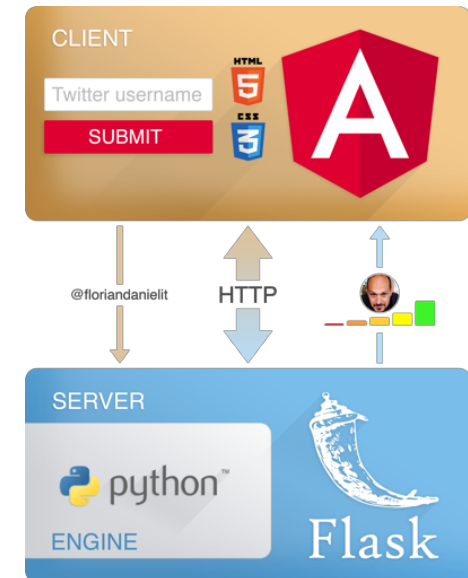 CLIENT
HTML
5
Twitter username
CSS
3
SUBMIT
A
@floriandanielit
HTTP
SERVER
python™
ENGINE
Flask